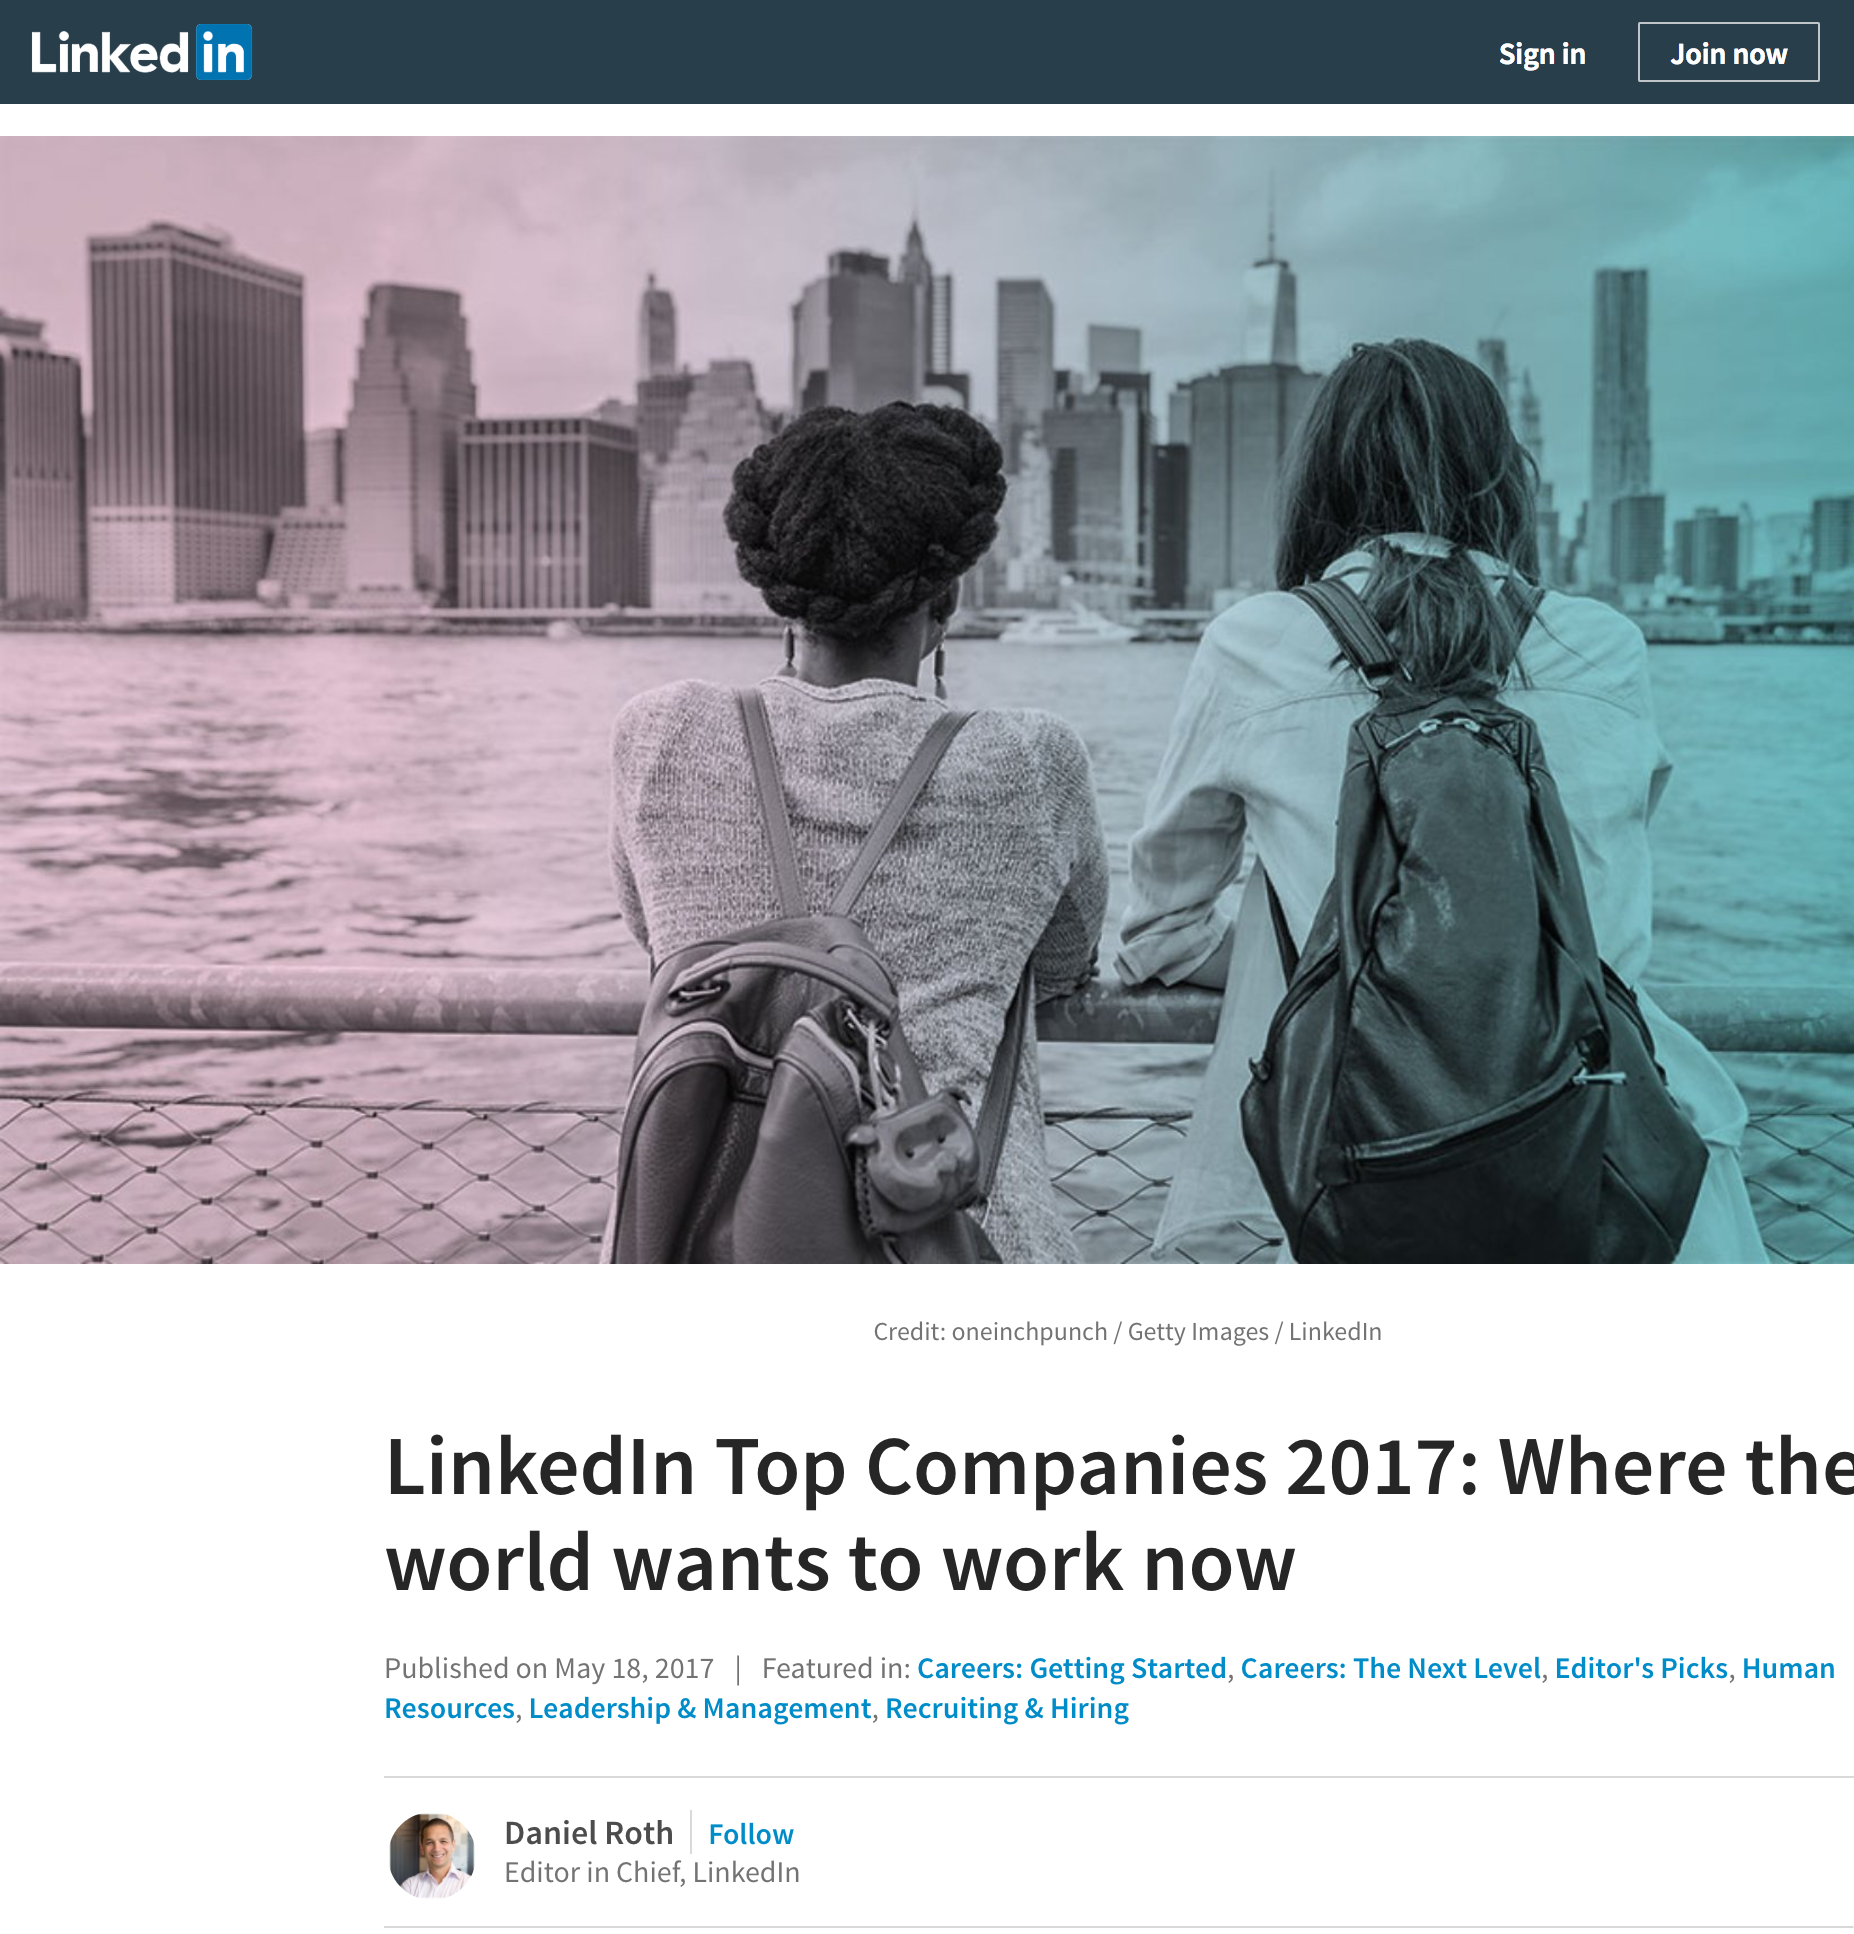 Linked in
Sign in
Join now
Credit: oneinchpunch / Getty Images / LinkedIn
LinkedIn Top Companies 2017: Where the
world wants to work now
Published on May 18, 2017 | Featured in: Careers: Getting Started, Careers: The Next Level, Editor's Picks, Human
Resources, Leadership & Management, Recruiting & Hiring
Daniel Roth | Follow
Editor in Chief, LinkedIn